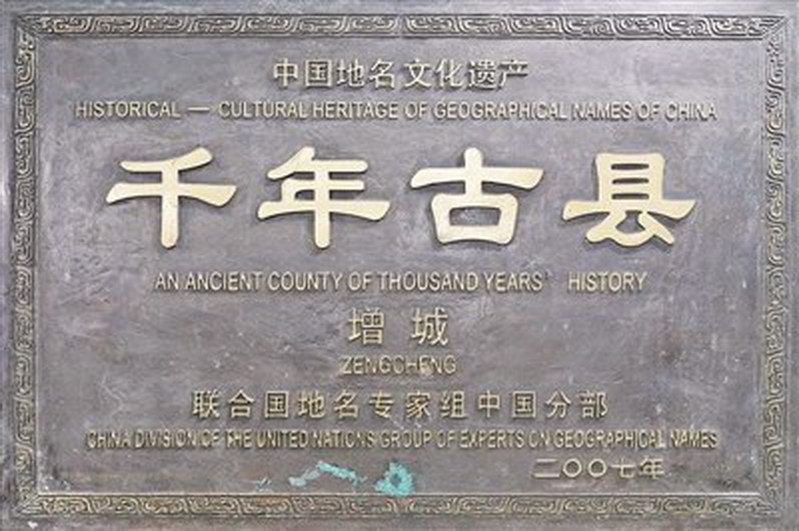 中国地名文化遗产
HISTORICAL — CULTURAL HERITAGE OF GEOGRAPHICAL NAMES OF CHINA
千年古县
AN ANCIENT COUNTY OF THOUSAND YEARS' HISTORY
增城
ZENGCHENG
联合国地名专家组中国分部
CHINA DIVISION OF THE UNITED NATIONS GROUP OF EXPERTS ON GEOGRAPHICAL NAMES
二〇〇七年